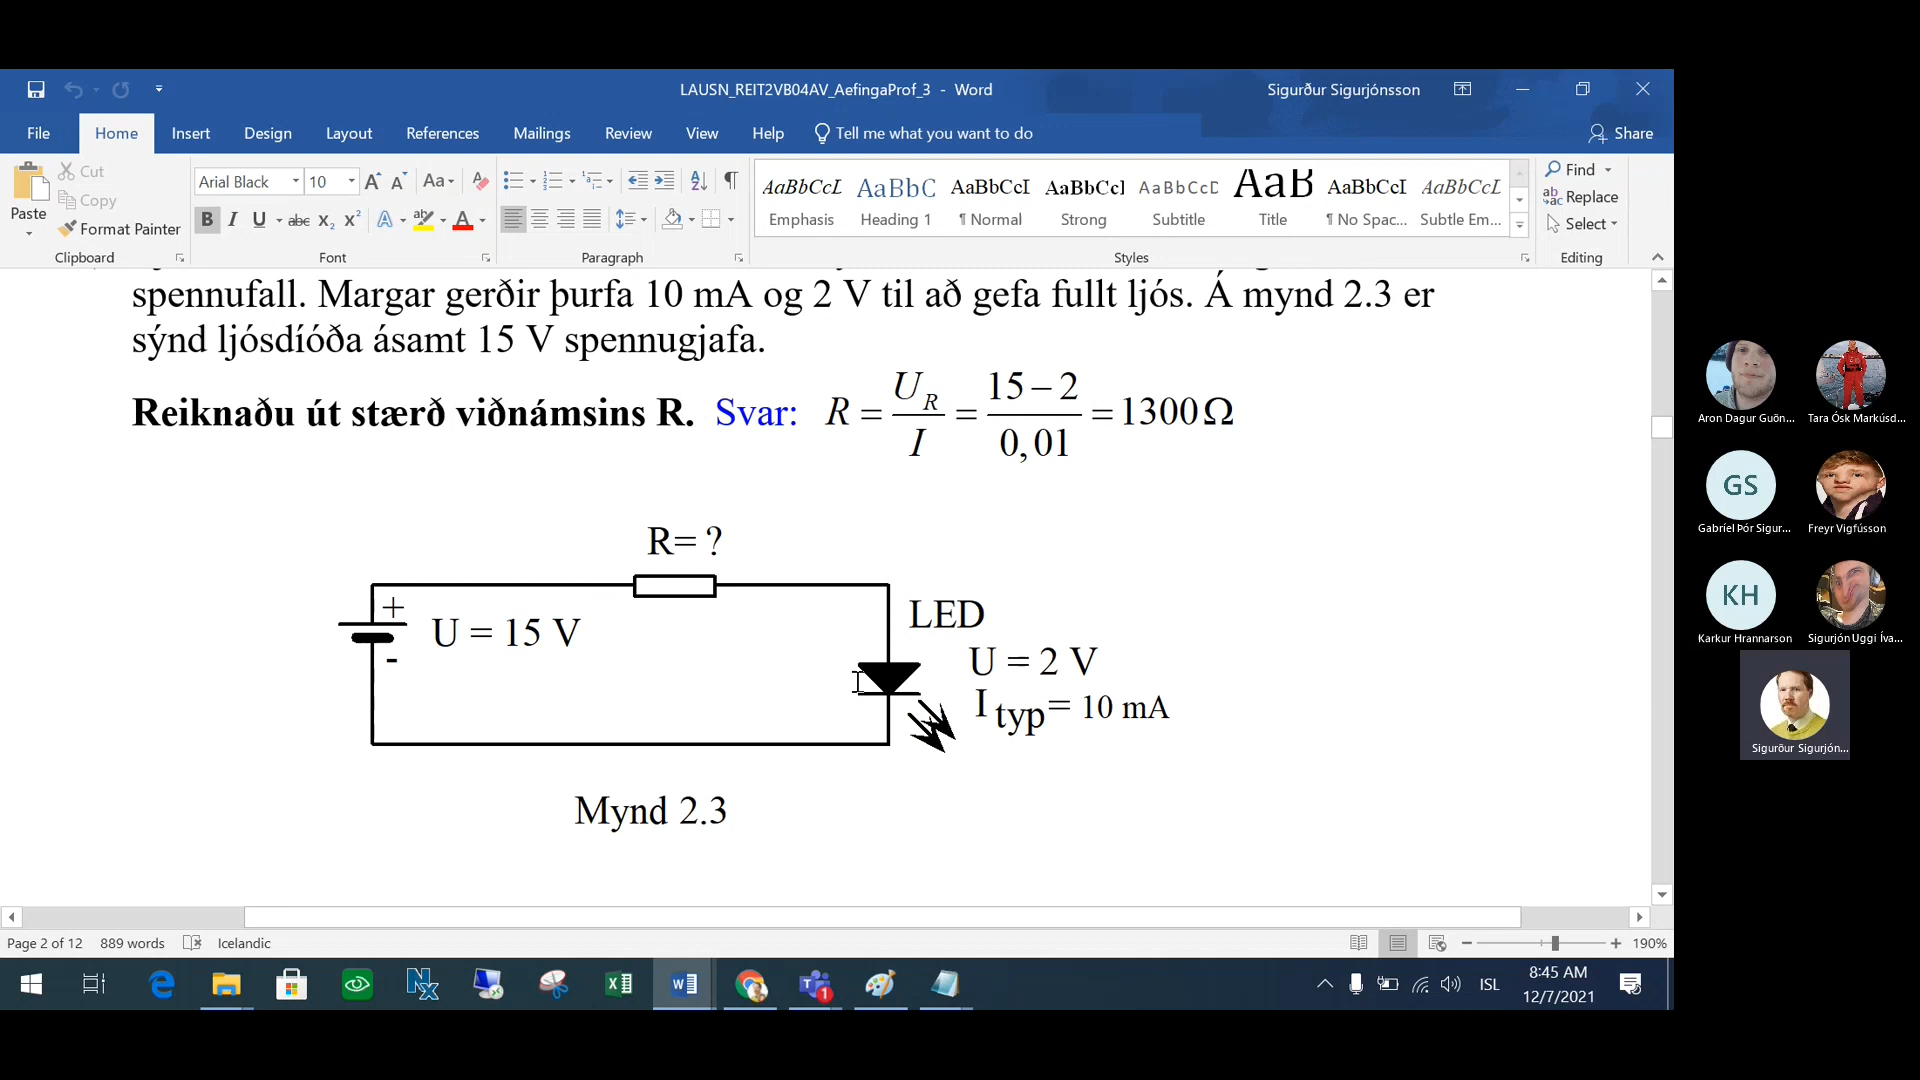 LAUSN_REIT2VB04AV_AefingaProf_3 - Word
Sigurður Sigurjónsson
File Home Insert Design Layout References Mailings Review View Help Tell me what you want to do Share
Paste
Cut
Copy
Format Painter
Clipboard
Arial Black 10
Font
Paragraph
AaBbCcL AaBbC AaBbCcI AaBbCcI AaBbCcD AaB AaBbCcI AaBbCcL
Emphasis Heading 1 ¶ Normal Strong Subtitle Title ¶ No Spac... Subtle Em...
Styles
Find
Replace
Select
Editing
spennufall. Margar gerðir þurfa 10 mA og 2 V til að gefa fullt ljós. Á mynd 2.3 er
sýnd ljósdíóða ásamt 15 V spennugjafa.
Reiknaðu út stærð viðnámsins R. Svar: R = U_R / I = 15 − 2 / 0,01 = 1300 Ω
R= ?
+
U = 15 V
-
LED
U = 2 V
I typ = 10 mA
Mynd 2.3
Aron Dagur Guðn...
Tara Ósk Markúsd...
GS
Gabríel Þór Sigur...
Freyr Vigfússon
KH
Karkur Hrannarson
Sigurjón Uggi Íva...
Sigurður Sigurjón...
Page 2 of 12 889 words Icelandic 190%
1
ISL
8:45 AM
12/7/2021